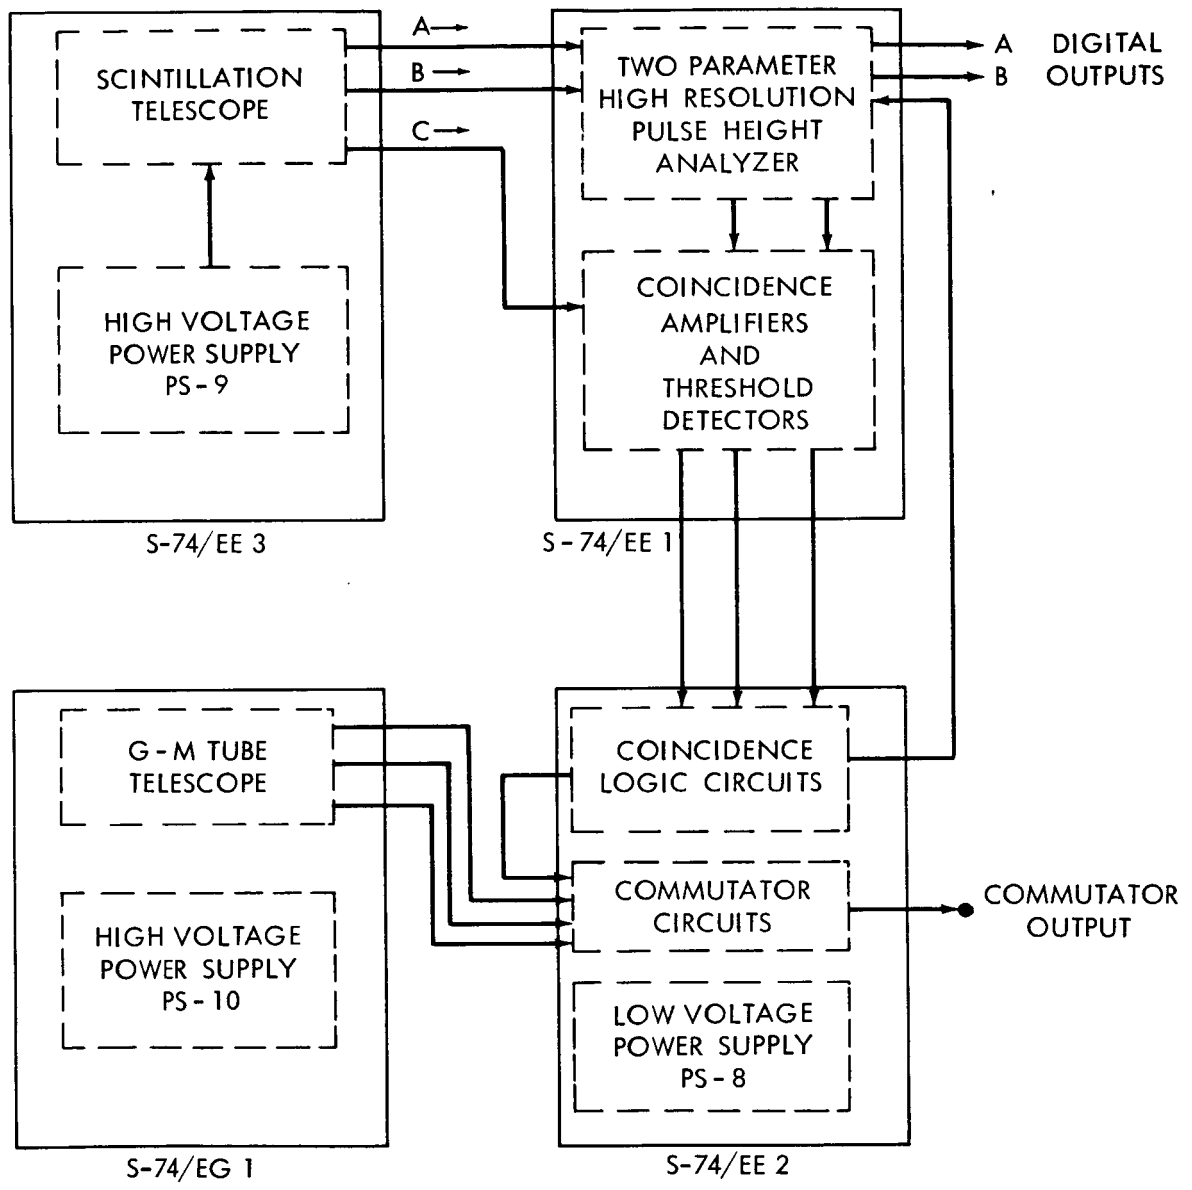 A
B
C
SCINTILLATION
TELESCOPE
HIGH VOLTAGE
POWER SUPPLY
PS-9
S-74/EE 3
TWO PARAMETER
HIGH RESOLUTION
PULSE HEIGHT
ANALYZER
A
B
DIGITAL
OUTPUTS
COINCIDENCE
AMPLIFIERS
AND
THRESHOLD
DETECTORS
S-74/EE 1
G-M TUBE
TELESCOPE
HIGH VOLTAGE
POWER SUPPLY
PS-10
S-74/EG 1
COINCIDENCE
LOGIC CIRCUITS
COMMUTATOR
CIRCUITS
COMMUTATOR
OUTPUT
LOW VOLTAGE
POWER SUPPLY
PS-8
S-74/EE 2